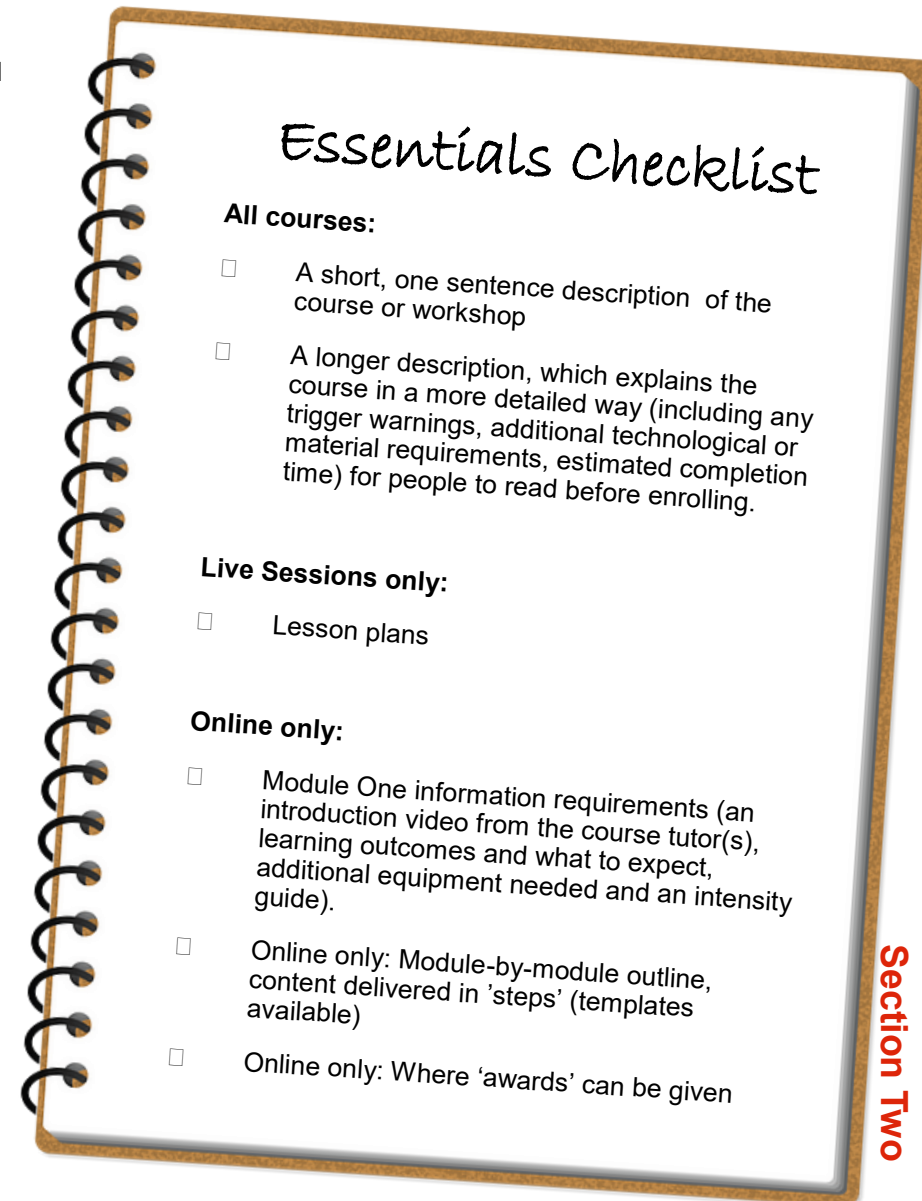 Essentials Checklist
All courses:
A short, one sentence description of the
course or workshop
A longer description, which explains the
course in a more detailed way (including any
trigger warnings, additional technological or
material requirements, estimated completion
time) for people to read before enrolling.
Live Sessions only:
Lesson plans
Online only:
Module One information requirements (an
introduction video from the course tutor(s),
learning outcomes and what to expect,
additional equipment needed and an intensity
guide).
Online only: Module-by-module outline,
content delivered in ’steps’ (templates
available)
Online only: Where ‘awards’ can be given
Section Two